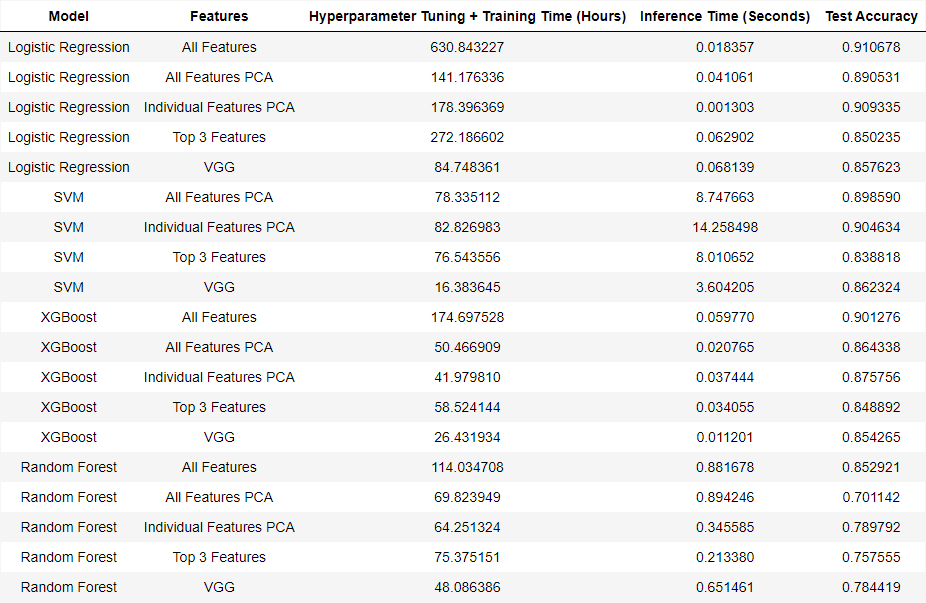 Model Features Hyperparameter Tuning + Training Time (Hours) Inference Time (Seconds) Test Accuracy
Logistic Regression All Features 630.843227 0.018357 0.910678
Logistic Regression All Features PCA 141.176336 0.041061 0.890531
Logistic Regression Individual Features PCA 178.396369 0.001303 0.909335
Logistic Regression Top 3 Features 272.186602 0.062902 0.850235
Logistic Regression VGG 84.748361 0.068139 0.857623
SVM All Features PCA 78.335112 8.747663 0.898590
SVM Individual Features PCA 82.826983 14.258498 0.904634
SVM Top 3 Features 76.543556 8.010652 0.838818
SVM VGG 16.383645 3.604205 0.862324
XGBoost All Features 174.697528 0.059770 0.901276
XGBoost All Features PCA 50.466909 0.020765 0.864338
XGBoost Individual Features PCA 41.979810 0.037444 0.875756
XGBoost Top 3 Features 58.524144 0.034055 0.848892
XGBoost VGG 26.431934 0.011201 0.854265
Random Forest All Features 114.034708 0.881678 0.852921
Random Forest All Features PCA 69.823949 0.894246 0.701142
Random Forest Individual Features PCA 64.251324 0.345585 0.789792
Random Forest Top 3 Features 75.375151 0.213380 0.757555
Random Forest VGG 48.086386 0.651461 0.784419